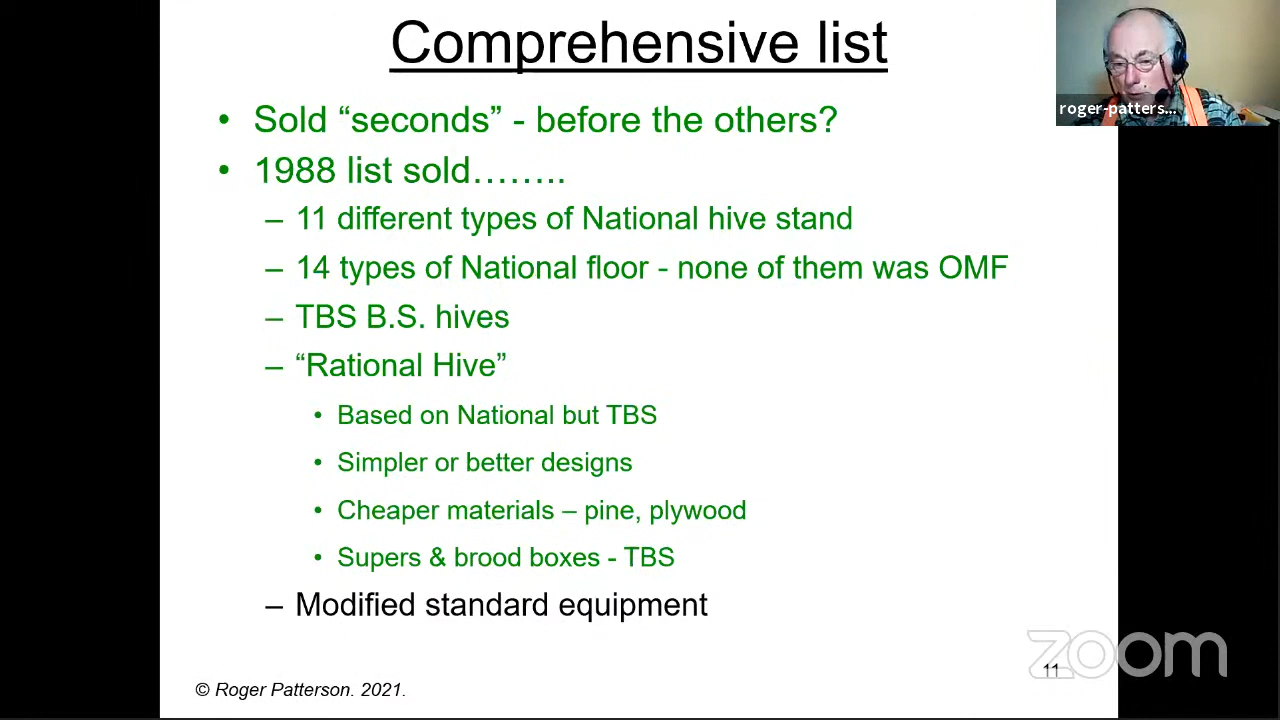 Comprehensive list
roger-patters...
• Sold “seconds” - before the others?
• 1988 list sold……..
– 11 different types of National hive stand
– 14 types of National floor - none of them was OMF
– TBS B.S. hives
– “Rational Hive”
• Based on National but TBS
• Simpler or better designs
• Cheaper materials – pine, plywood
• Supers & brood boxes - TBS
– Modified standard equipment
zoom
11
© Roger Patterson. 2021.